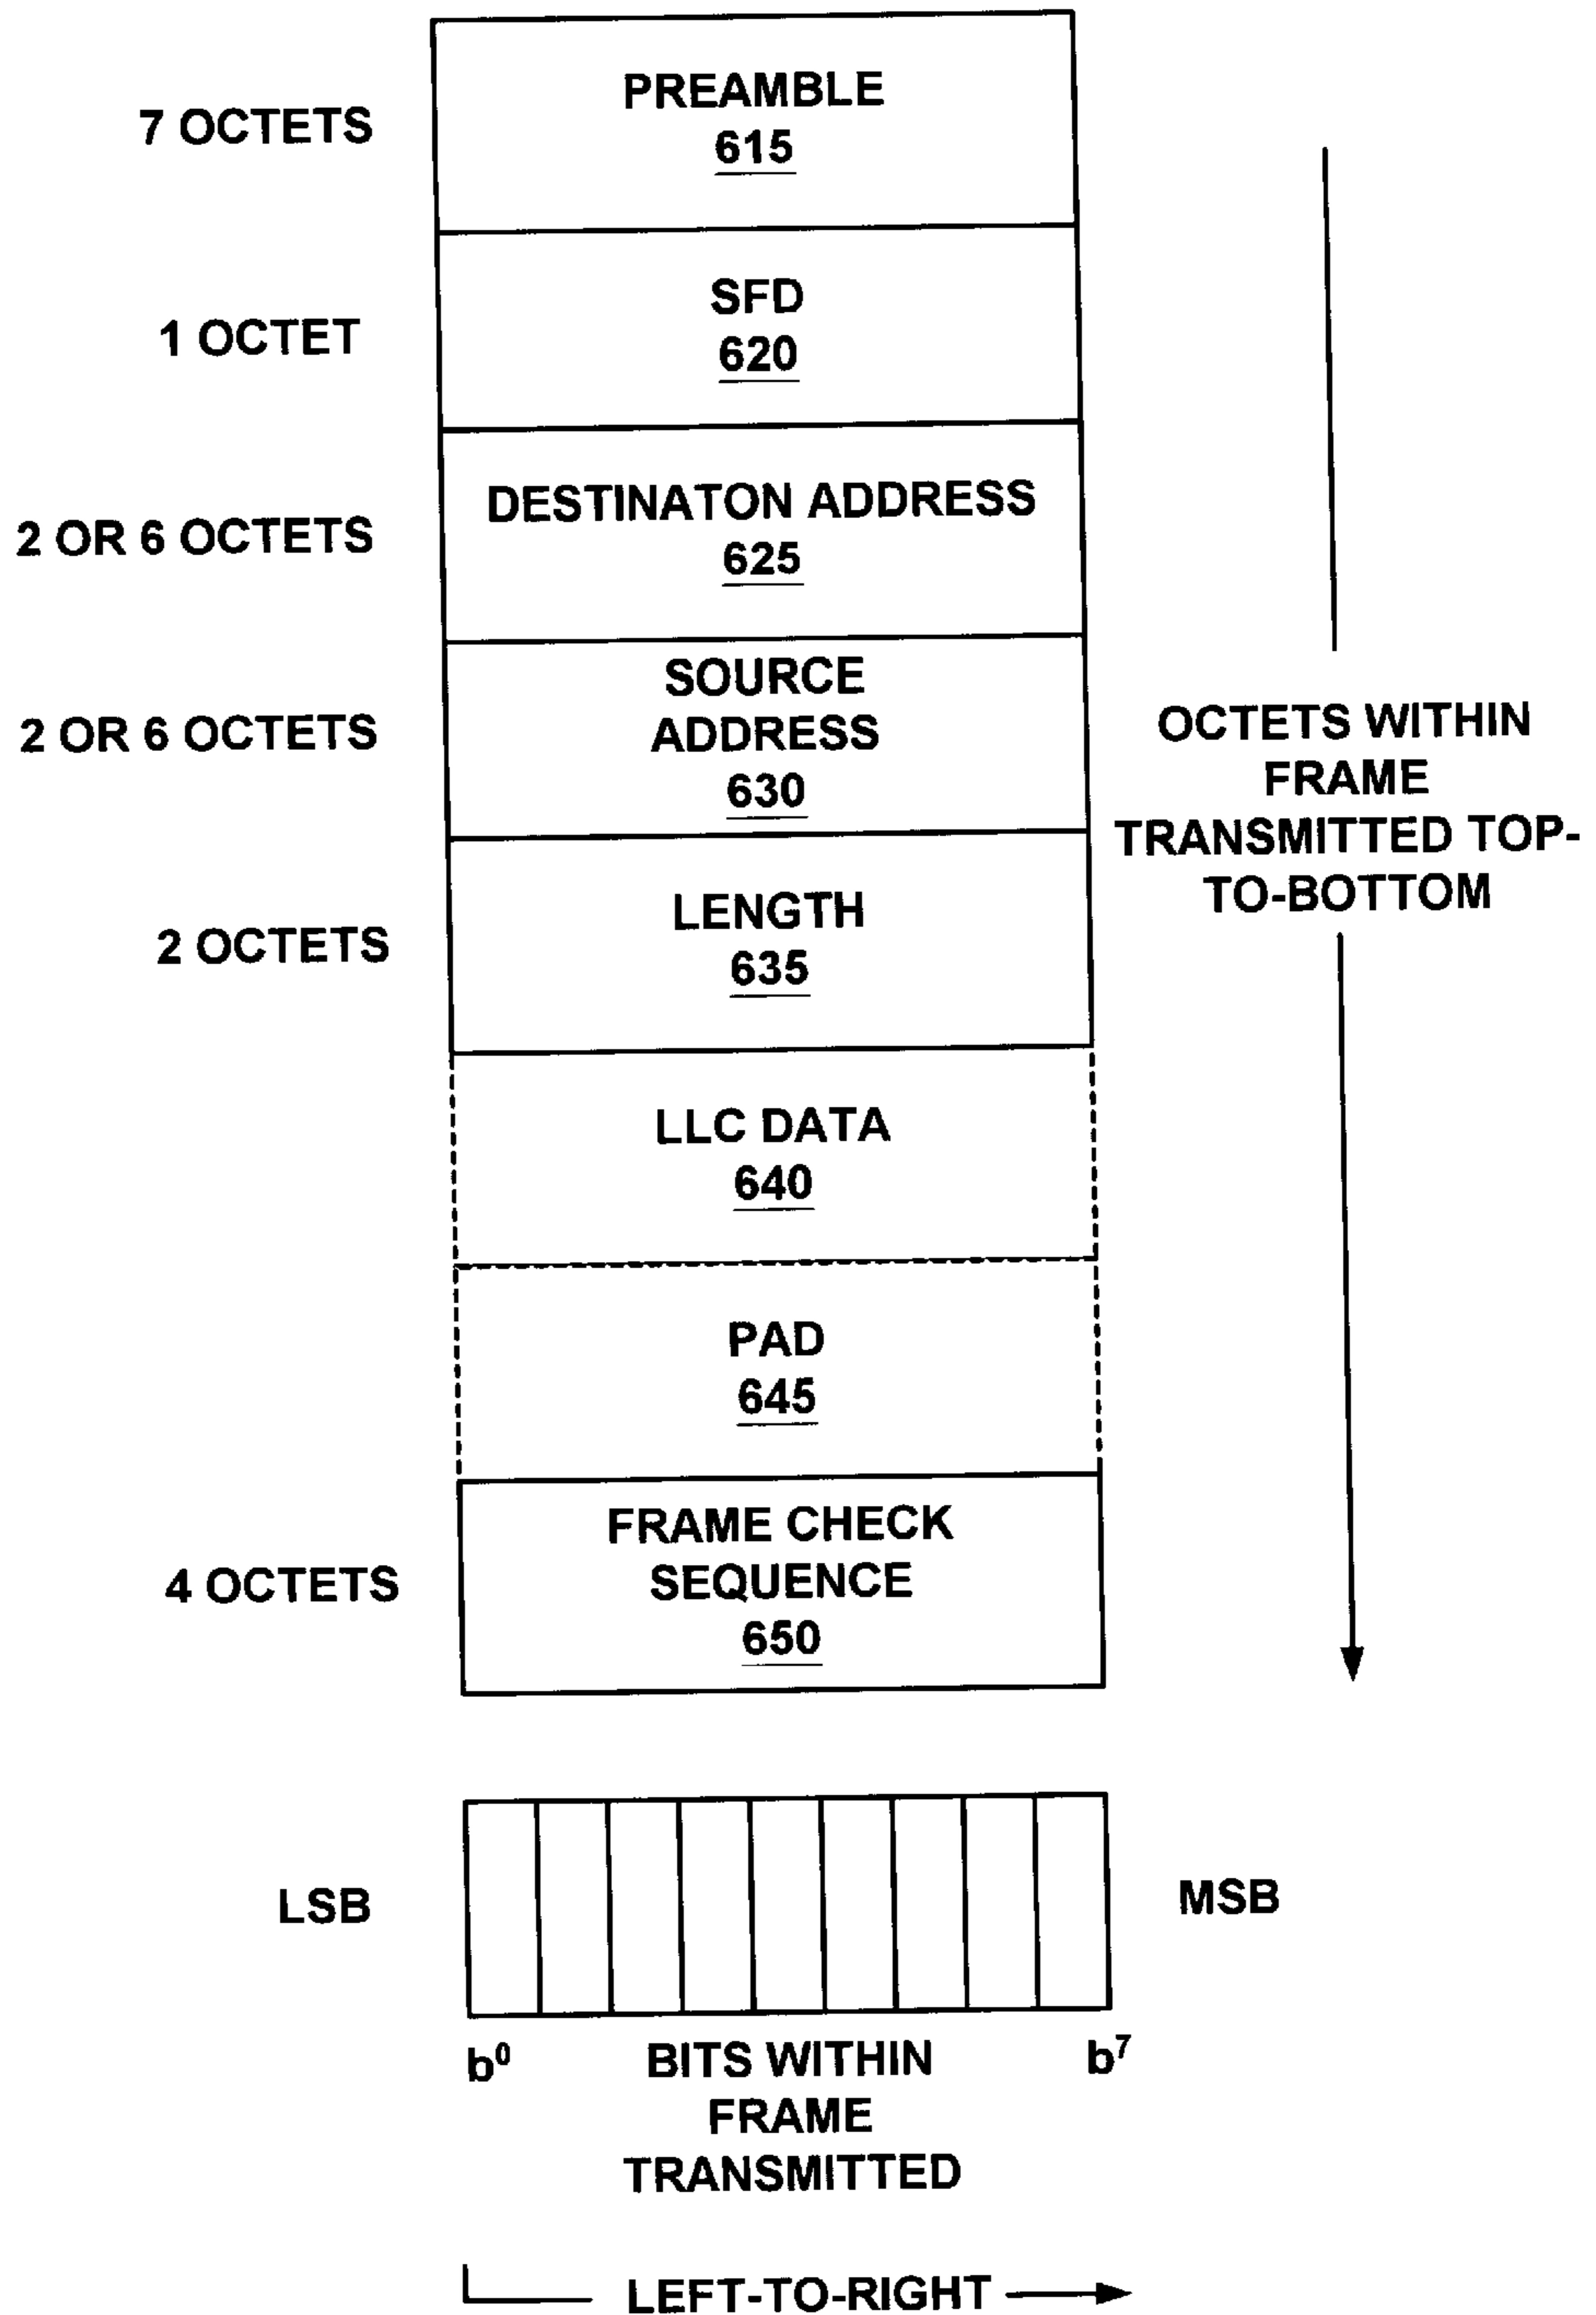 7 OCTETS
PREAMBLE
615
1 OCTET
SFD
620
2 OR 6 OCTETS
DESTINATON ADDRESS
625
2 OR 6 OCTETS
SOURCE
ADDRESS
630
OCTETS WITHIN
FRAME
TRANSMITTED TOP-
TO-BOTTOM
2 OCTETS
LENGTH
635
LLC DATA
640
PAD
645
4 OCTETS
FRAME CHECK
SEQUENCE
650
LSB
MSB
b⁰
BITS WITHIN
FRAME
TRANSMITTED
b⁷
LEFT-TO-RIGHT